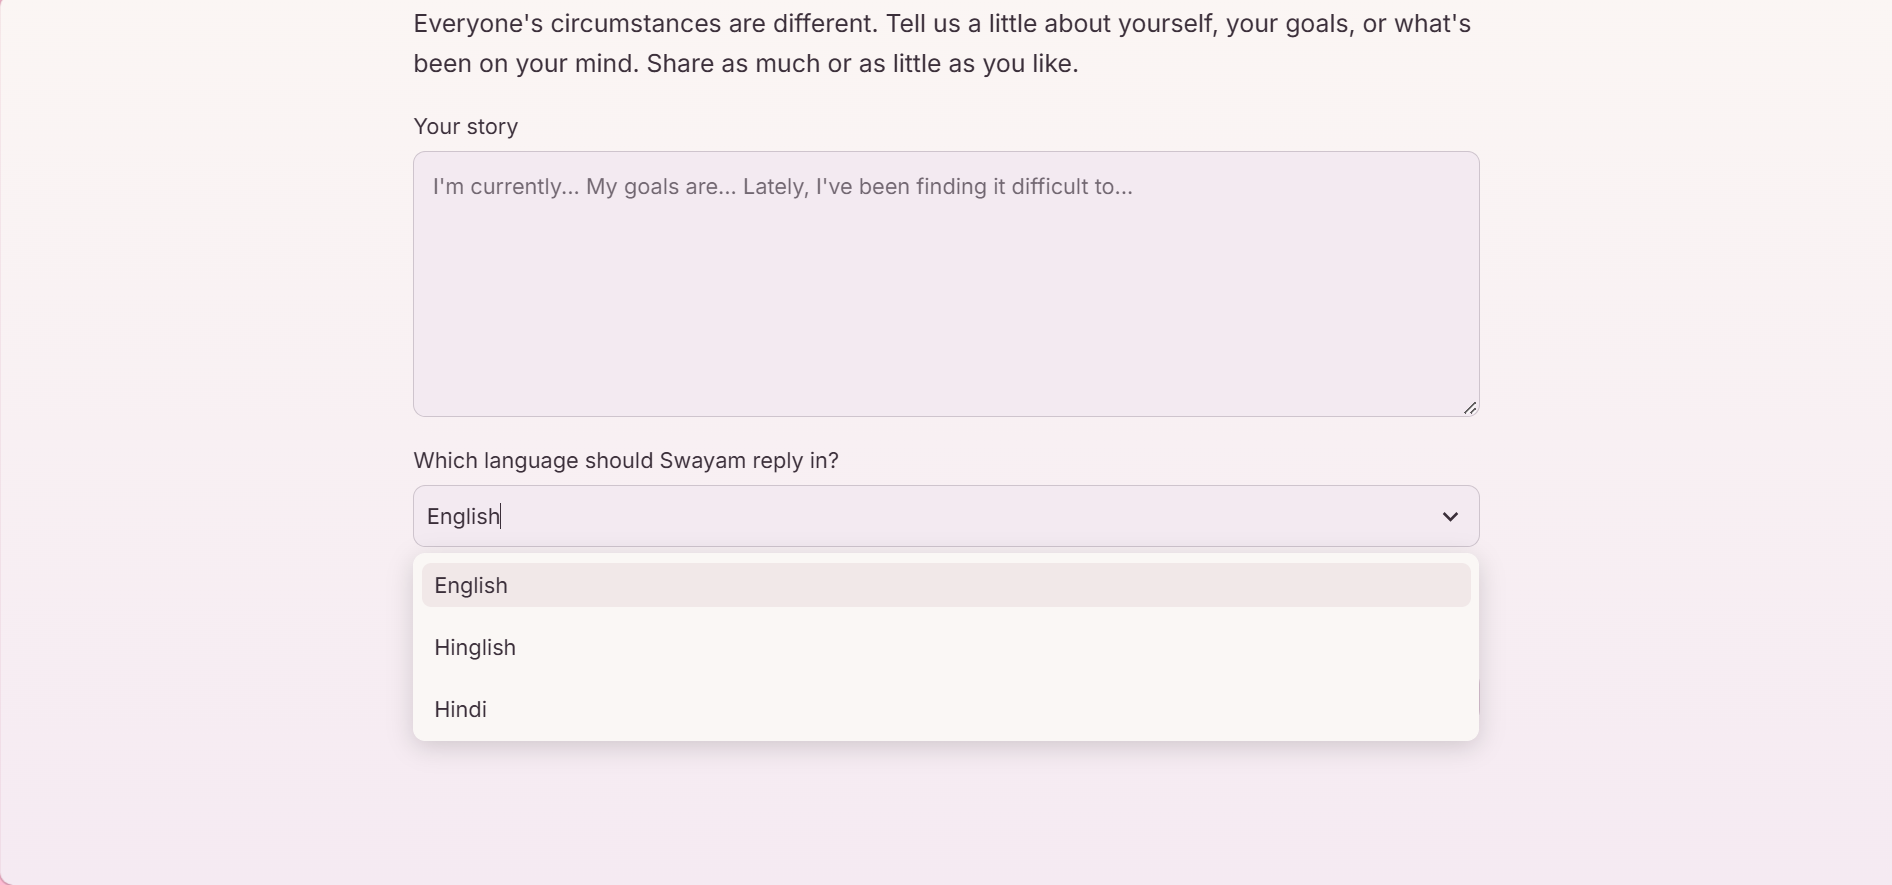 Everyone's circumstances are different. Tell us a little about yourself, your goals, or what's
been on your mind. Share as much or as little as you like.
Your story
I'm currently... My goals are... Lately, I've been finding it difficult to...
Which language should Swayam reply in?
English
English
Hinglish
Hindi